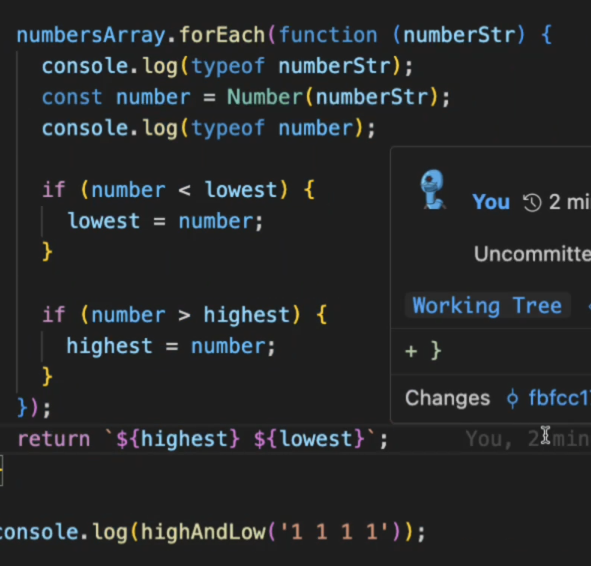 numbersArray.forEach(function (numberStr) {
console.log(typeof numberStr);
const number = Number(numberStr);
console.log(typeof number);
if (number < lowest) {
lowest = number;
}
if (number > highest) {
highest = number;
}
});
return `${highest} ${lowest}`;
You, 2 min
console.log(highAndLow('1 1 1 1'));
You 2 mi
Uncommitte
Working Tree
+ }
Changes fbfcc1